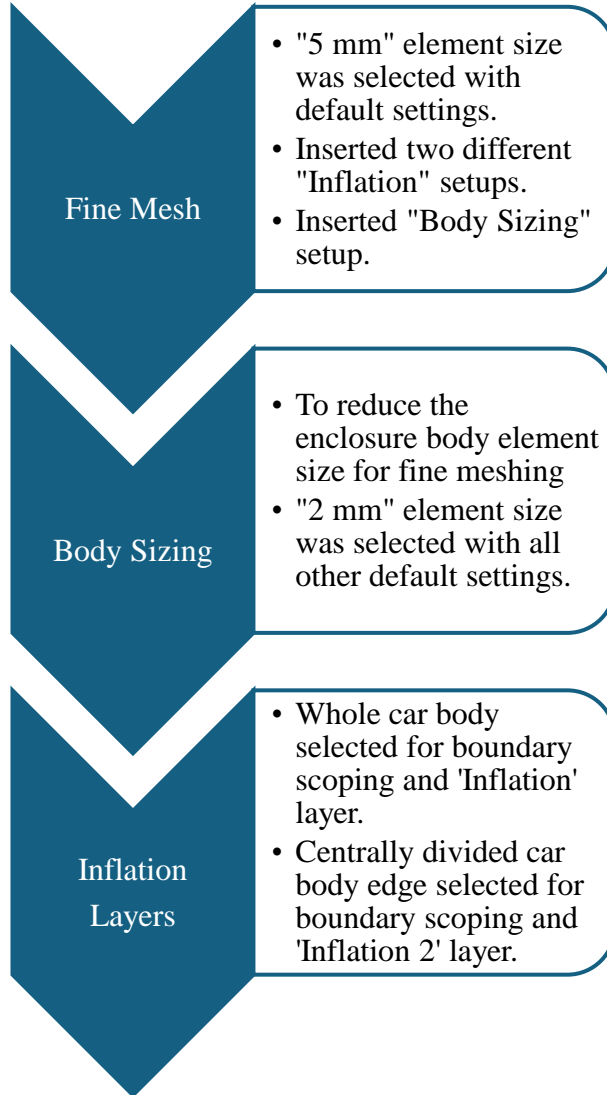 Fine Mesh
• "5 mm" element size
was selected with
default settings.
• Inserted two different
"Inflation" setups.
• Inserted "Body Sizing"
setup.
Body Sizing
• To reduce the
enclosure body element
size for fine meshing
• "2 mm" element size
was selected with all
other default settings.
Inflation
Layers
• Whole car body
selected for boundary
scoping and 'Inflation'
layer.
• Centrally divided car
body edge selected for
boundary scoping and
'Inflation 2' layer.